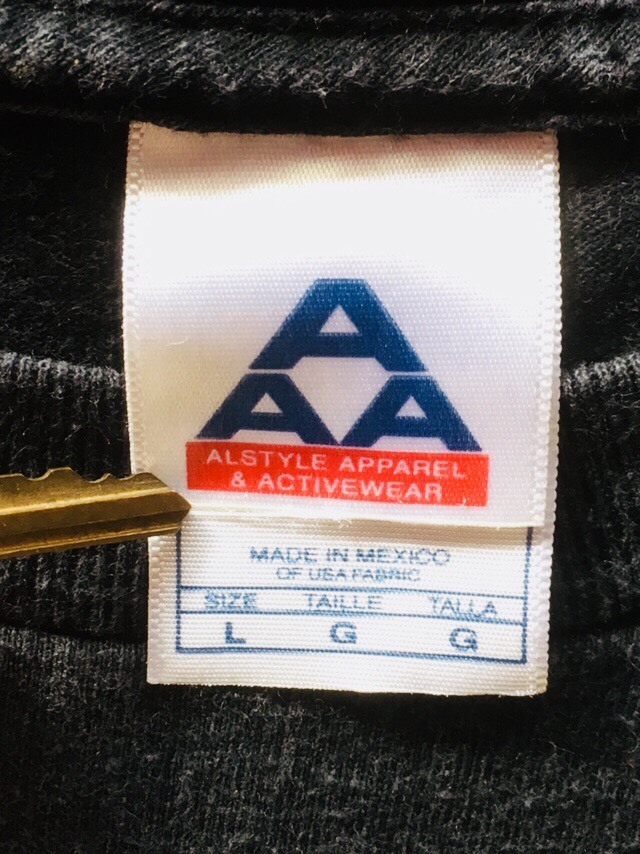 A
AA
ALSTYLE APPAREL
& ACTIVEWEAR
MADE IN MEXICO
OF USA FABRIC
SIZE TAILLE TALLA
L G G